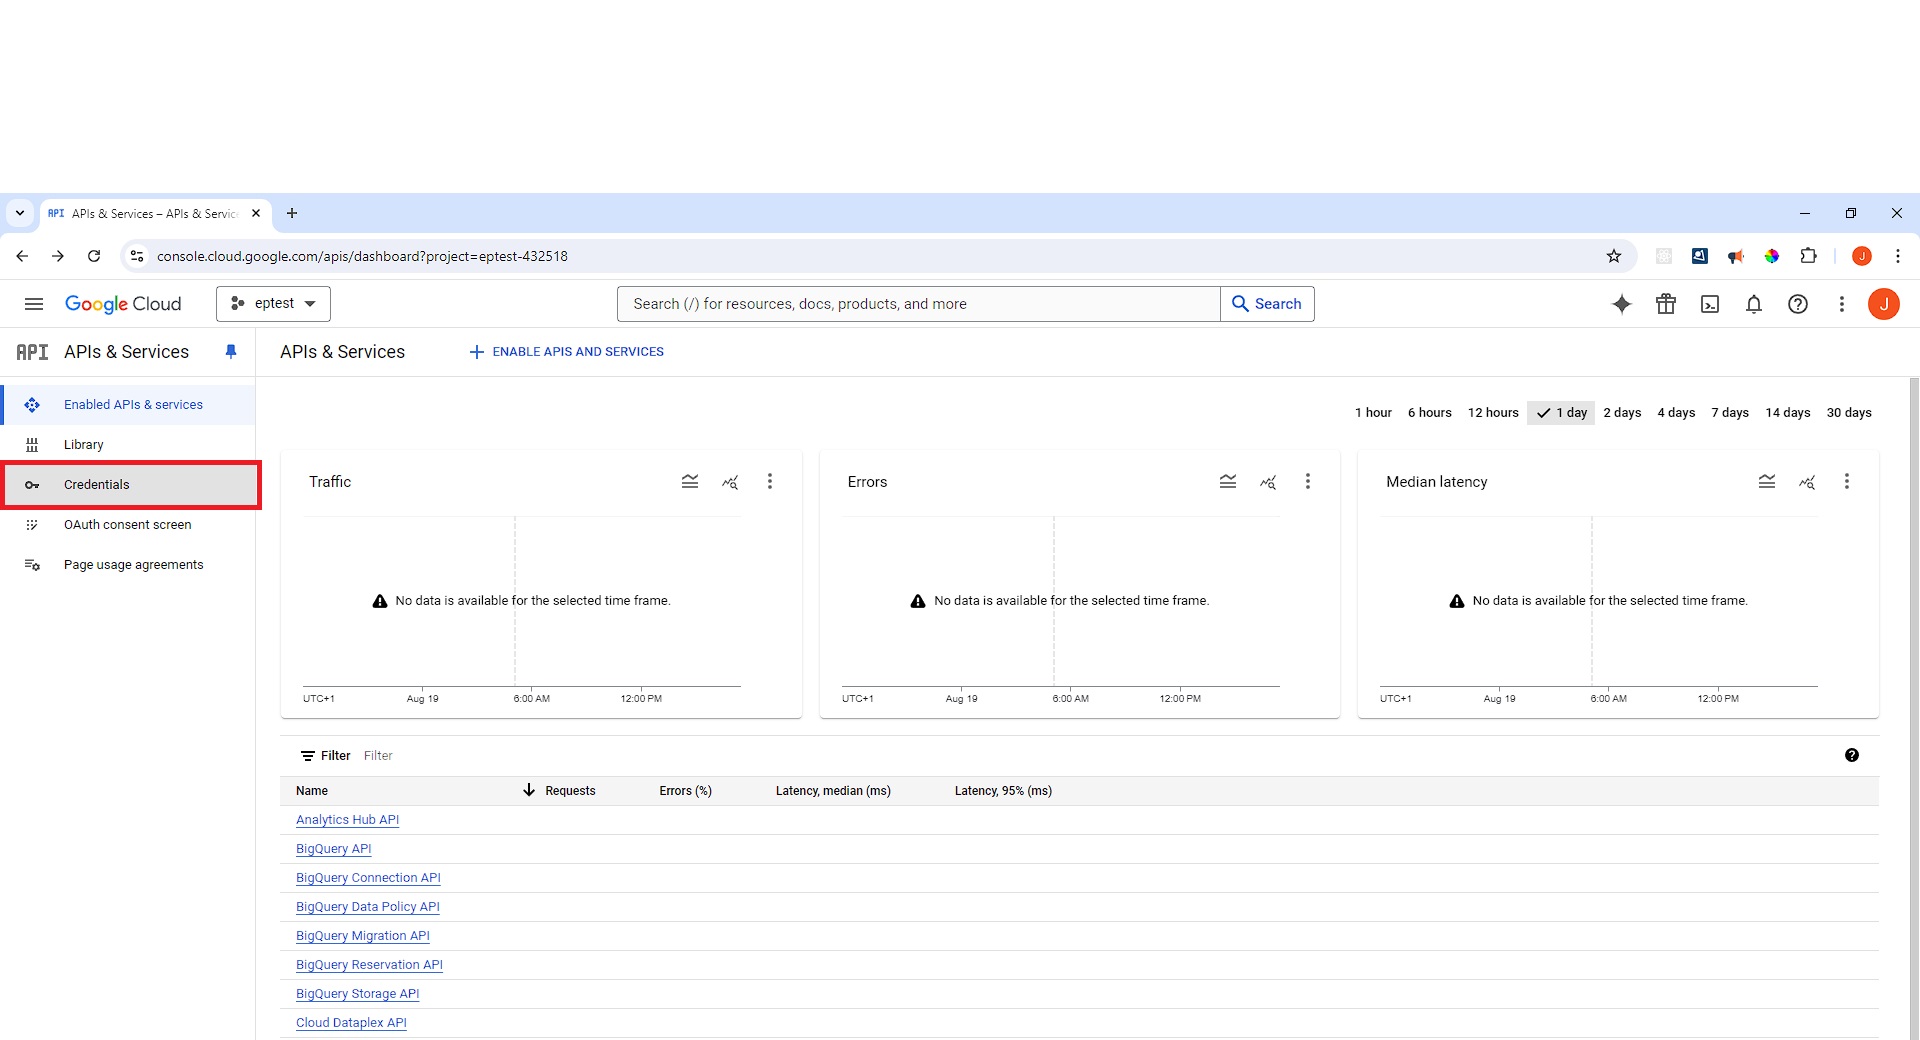 API APIs & Services – APIs & Servic
console.cloud.google.com/apis/dashboard?project=eptest-432518
J
Google Cloud
eptest
Search (/) for resources, docs, products, and more
Search
J
API APIs & Services
APIs & Services
ENABLE APIS AND SERVICES
Enabled APIs & services
Library
Credentials
OAuth consent screen
Page usage agreements
1 hour 6 hours 12 hours 1 day 2 days 4 days 7 days 14 days 30 days
Traffic
No data is available for the selected time frame.
UTC+1 Aug 19 6:00 AM 12:00 PM
Errors
No data is available for the selected time frame.
UTC+1 Aug 19 6:00 AM 12:00 PM
Median latency
No data is available for the selected time frame.
UTC+1 Aug 19 6:00 AM 12:00 PM
Filter Filter
Name Requests Errors (%) Latency, median (ms) Latency, 95% (ms)
Analytics Hub API
BigQuery API
BigQuery Connection API
BigQuery Data Policy API
BigQuery Migration API
BigQuery Reservation API
BigQuery Storage API
Cloud Dataplex API